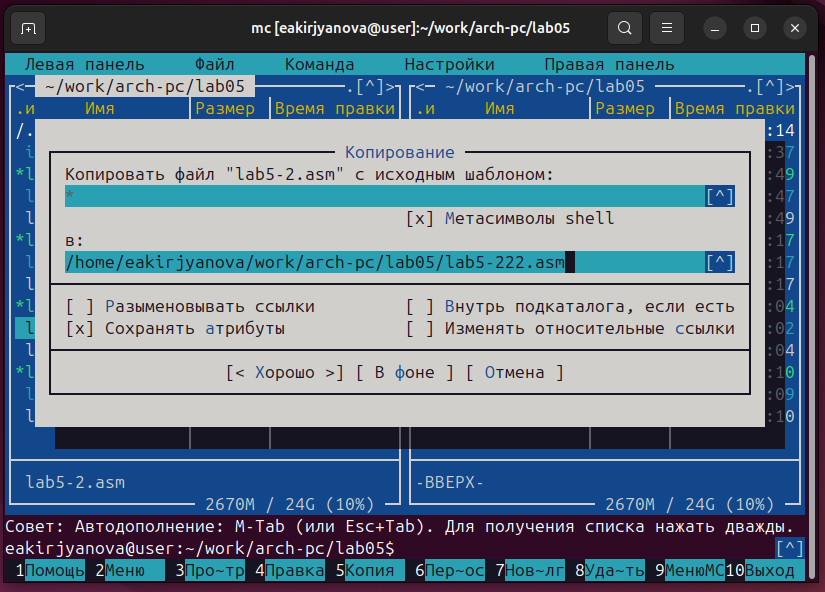 mc [eakirjyanova@user]:~/work/arch-pc/lab05
Левая панель Файл Команда Настройки Правая панель
<─ ~/work/arch-pc/lab05 ─.[^]>
<─ ~/work/arch-pc/lab05 ─.[^]>
.и Имя Размер Время правки
.и Имя Размер Время правки
/. :14
i :37
*l :49
l :47
l :49
*l :17
l :17
l :17
*l :04
l :02
l :04
*l :10
l :09
l :10
Копирование
Копировать файл "lab5-2.asm" с исходным шаблоном:
* [^]
[x] Метасимволы shell
в:
/home/eakirjyanova/work/arch-pc/lab05/lab5-222.asm [^]
[ ] Разыменовывать ссылки [ ] Внутрь подкаталога, если есть
[x] Сохранять атрибуты [ ] Изменять относительные ссылки
[< Хорошо >] [ В фоне ] [ Отмена ]
lab5-2.asm
-ВВЕРХ-
2670M / 24G (10%)
2670M / 24G (10%)
Совет: Автодополнение: M-Tab (или Esc+Tab). Для получения списка нажать дважды.
eakirjyanova@user:~/work/arch-pc/lab05$ [^]
1Помощь 2Меню 3Про~тр 4Правка 5Копия 6Пер~ос 7Нов~лг 8Уда~ть 9МенюMC 10Выход